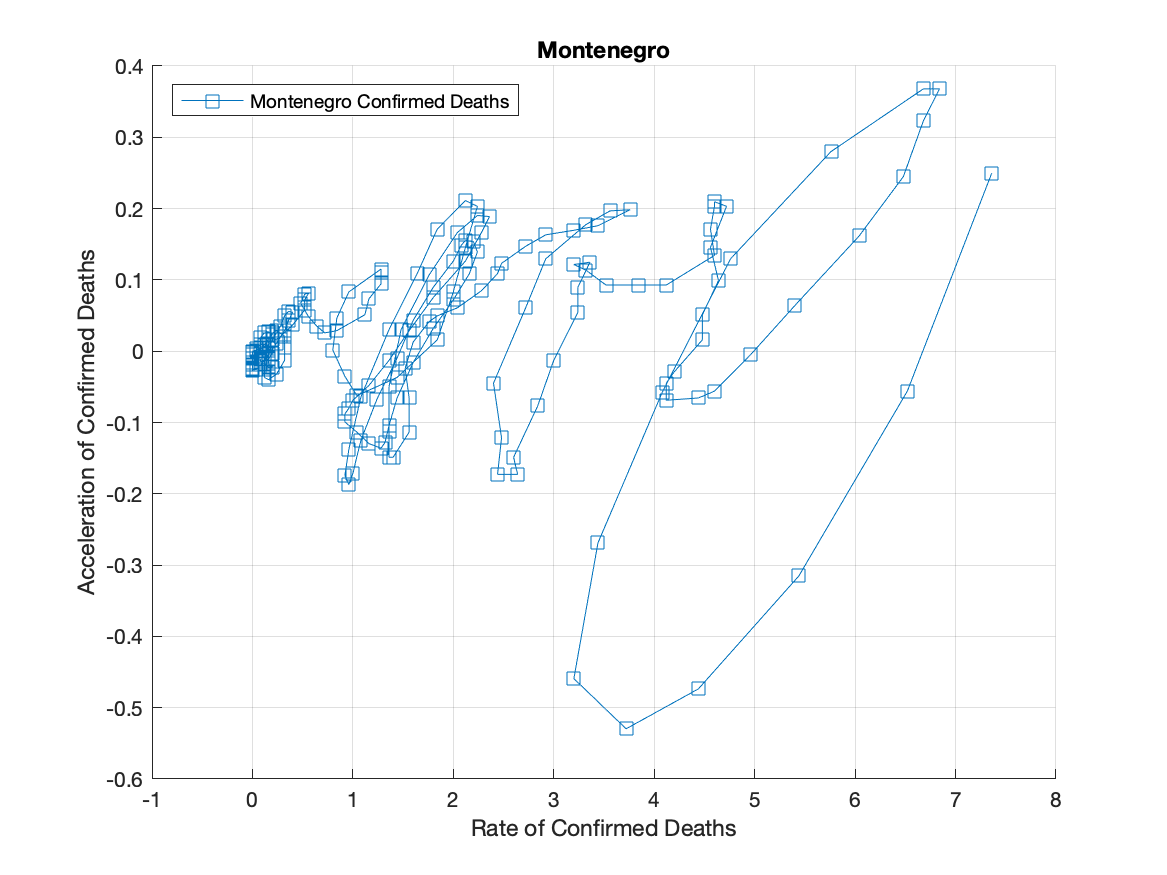 Montenegro
Montenegro Confirmed Deaths
0.4
0.3
0.2
0.1
0
-0.1
-0.2
-0.3
-0.4
-0.5
-0.6
Acceleration of Confirmed Deaths
-1 0 1 2 3 4 5 6 7 8
Rate of Confirmed Deaths